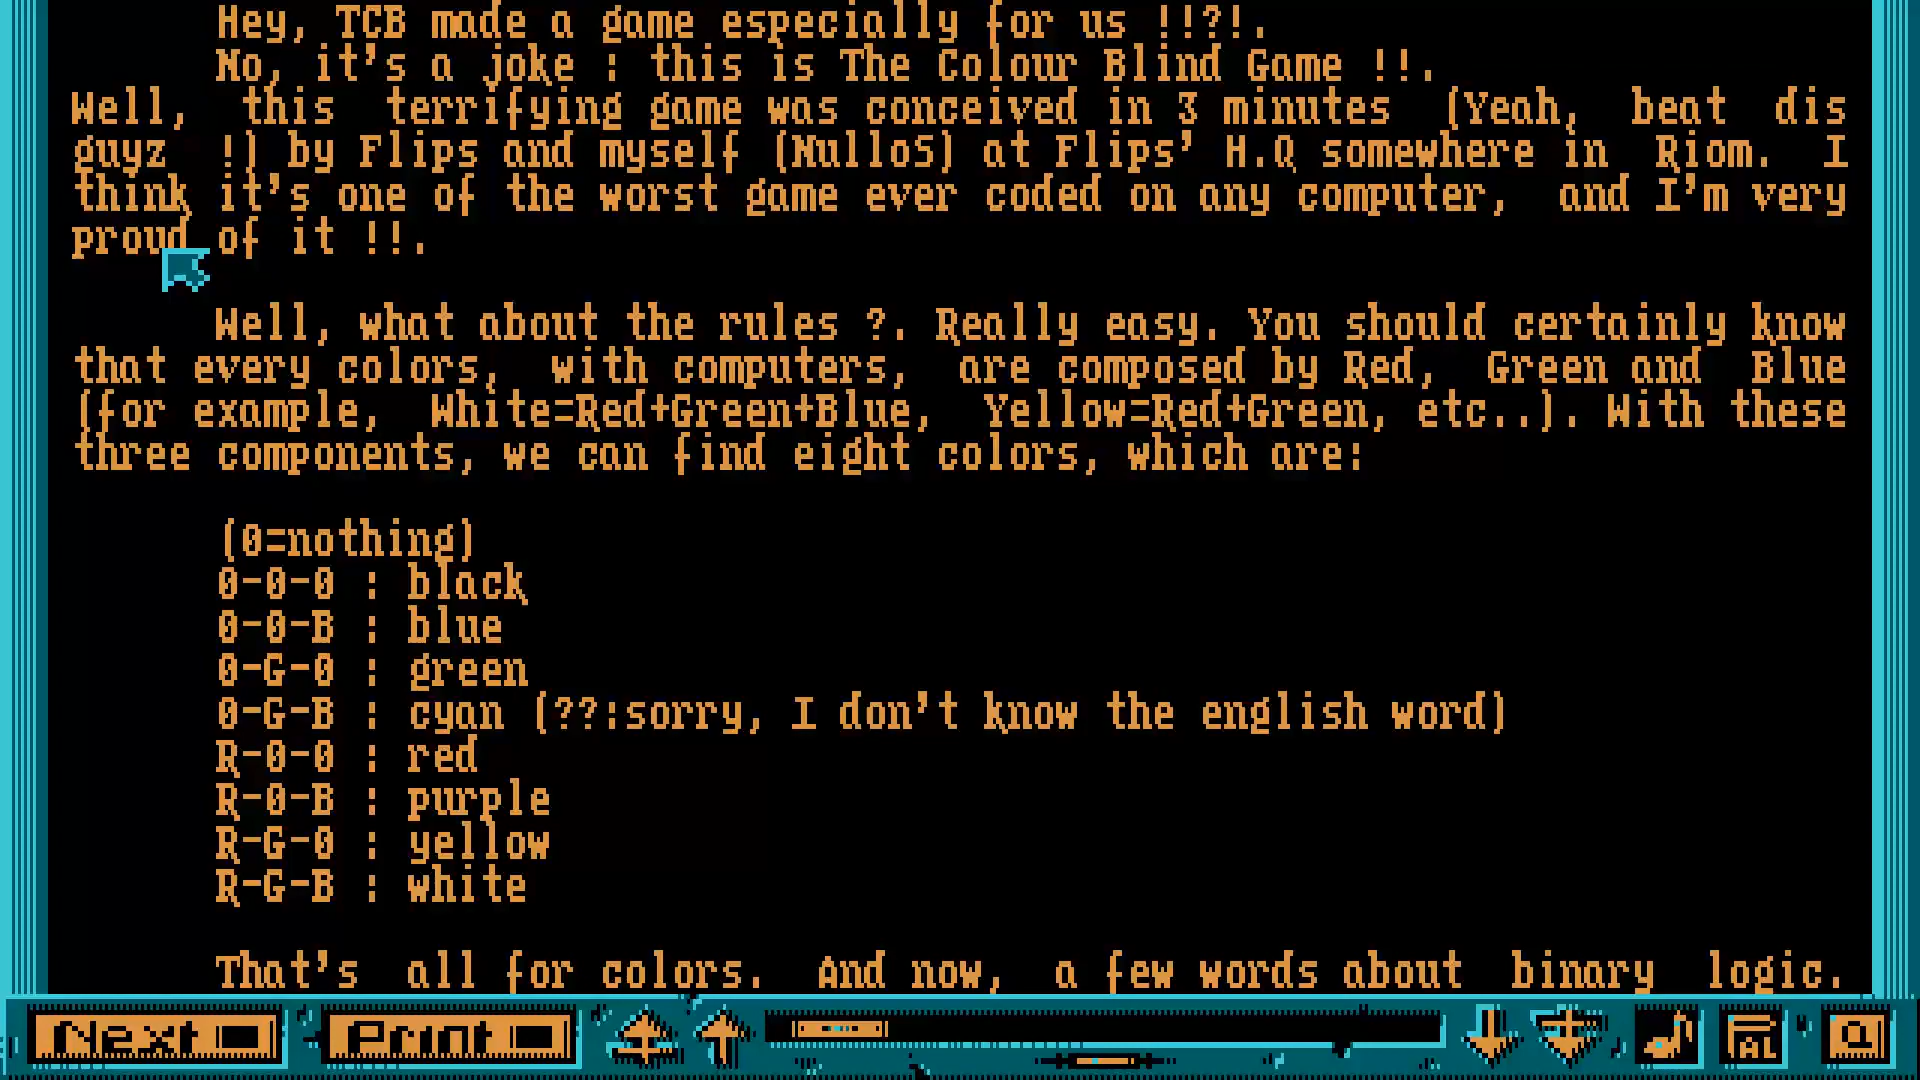 Hey, TCB made a game especially for us !!?!.
No, it's a joke : this is The Colour Blind Game !!.
Well,  this  terrifying game was conceived in 3 minutes  (Yeah,  beat  dis
guyz  !) by Flips and myself (NulloS) at Flips' H.Q somewhere in  Riom.  I
think it's one of the worst game ever coded on any computer,  and I'm very
proud of it !!.
Well, what about the rules ?. Really easy. You should certainly know
that every colors,  with computers,  are composed by Red,  Green and  Blue
(for example,  White=Red+Green+Blue,  Yellow=Red+Green, etc..). With these
three components, we can find eight colors, which are:
(0=nothing)
0-0-0 : black
0-0-B : blue
0-G-0 : green
0-G-B : cyan (??:sorry, I don't know the english word)
R-0-0 : red
R-0-B : purple
R-G-0 : yellow
R-G-B : white
That's  all for colors.  And now,  a few words about  binary  logic.
Next